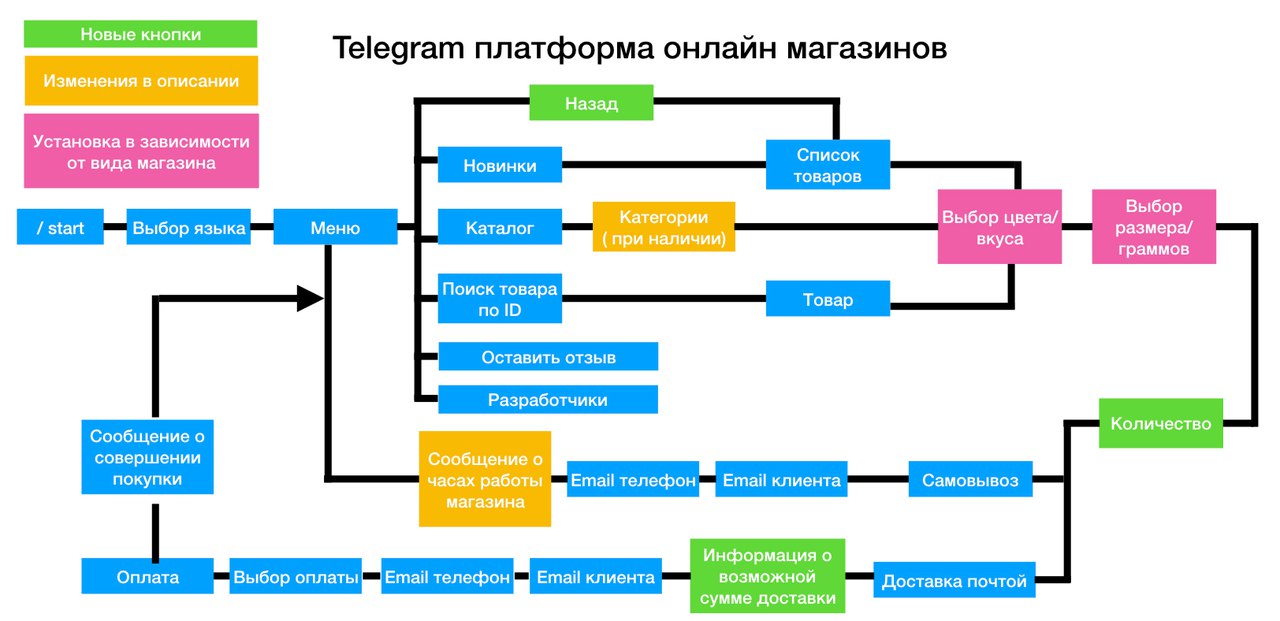 Новые кнопки
Изменения в описании
Установка в зависимости
от вида магазина
Telegram платформа онлайн магазинов
Назад
Новинки
Список
товаров
/ start
Выбор языка
Меню
Каталог
Категории
( при наличии)
Выбор цвета/
вкуса
Выбор
размера/
граммов
Поиск товара
по ID
Товар
Оставить отзыв
Разработчики
Количество
Сообщение о
совершении
покупки
Сообщение о
часах работы
магазина
Email телефон
Email клиента
Самовывоз
Оплата
Выбор оплаты
Email телефон
Email клиента
Информация о
возможной
сумме доставки
Доставка почтой